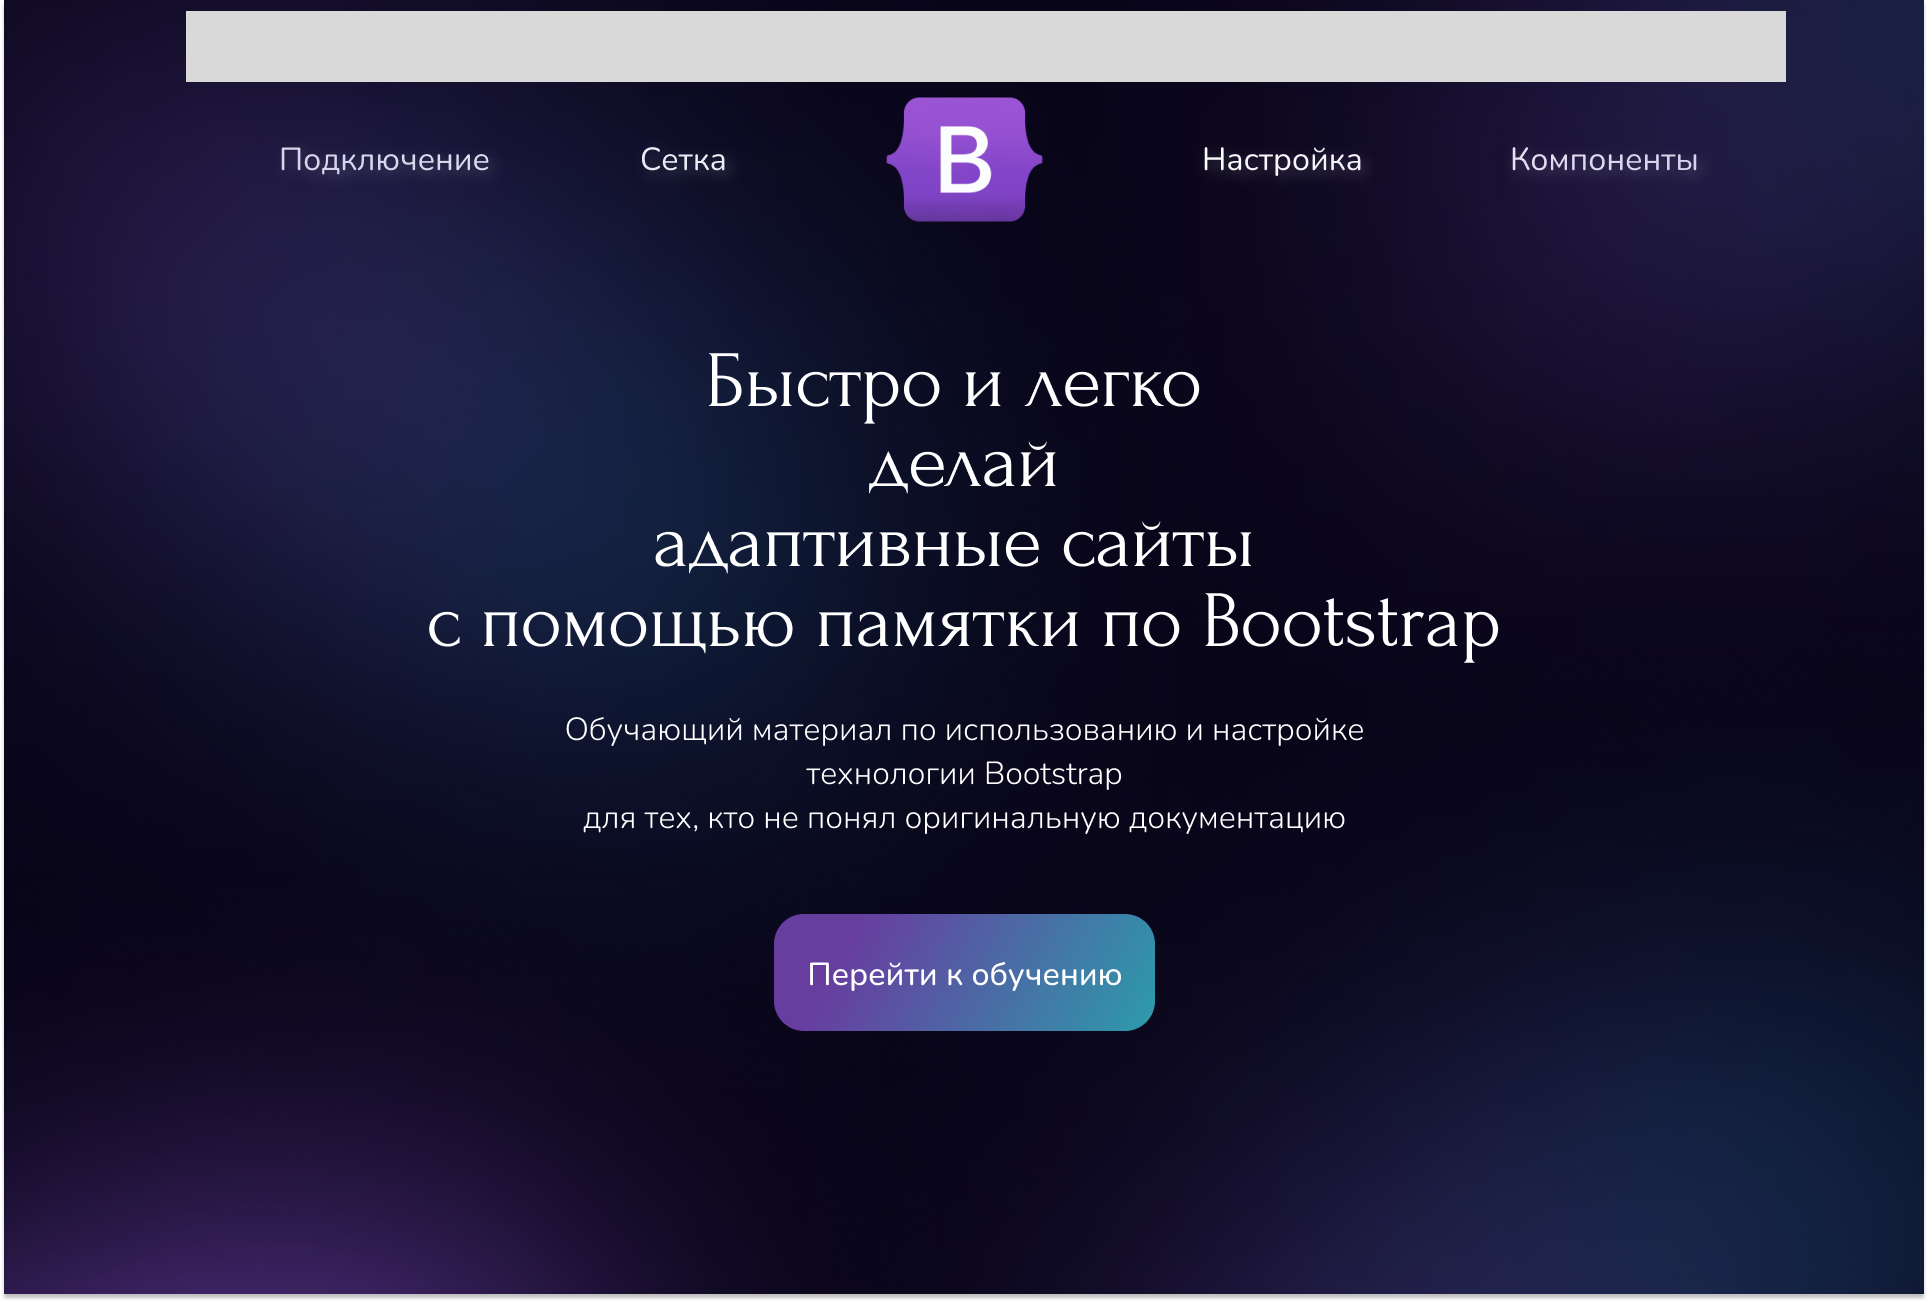 Подключение
Сетка
B
Настройка
Компоненты
Быстро и легко
делай
адаптивные сайты
с помощью памятки по Bootstrap
Обучающий материал по использованию и настройке
технологии Bootstrap
для тех, кто не понял оригинальную документацию
Перейти к обучению